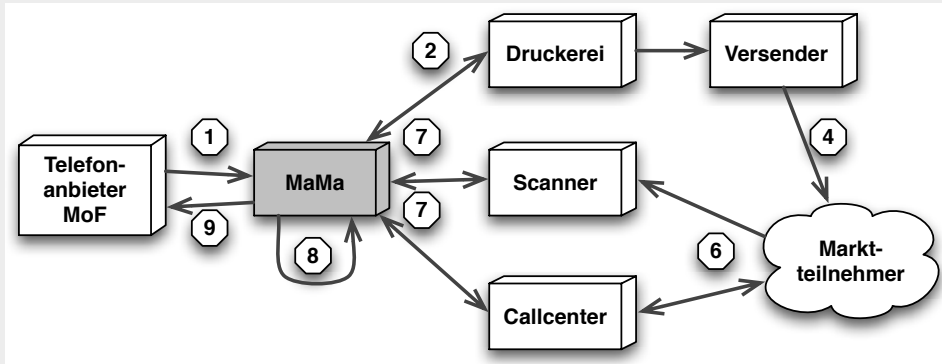 2
Druckerei
Versender
1
7
4
Telefon-
anbieter
MoF
MaMa
Scanner
9
7
8
6
Markt-
teilnehmer
Callcenter